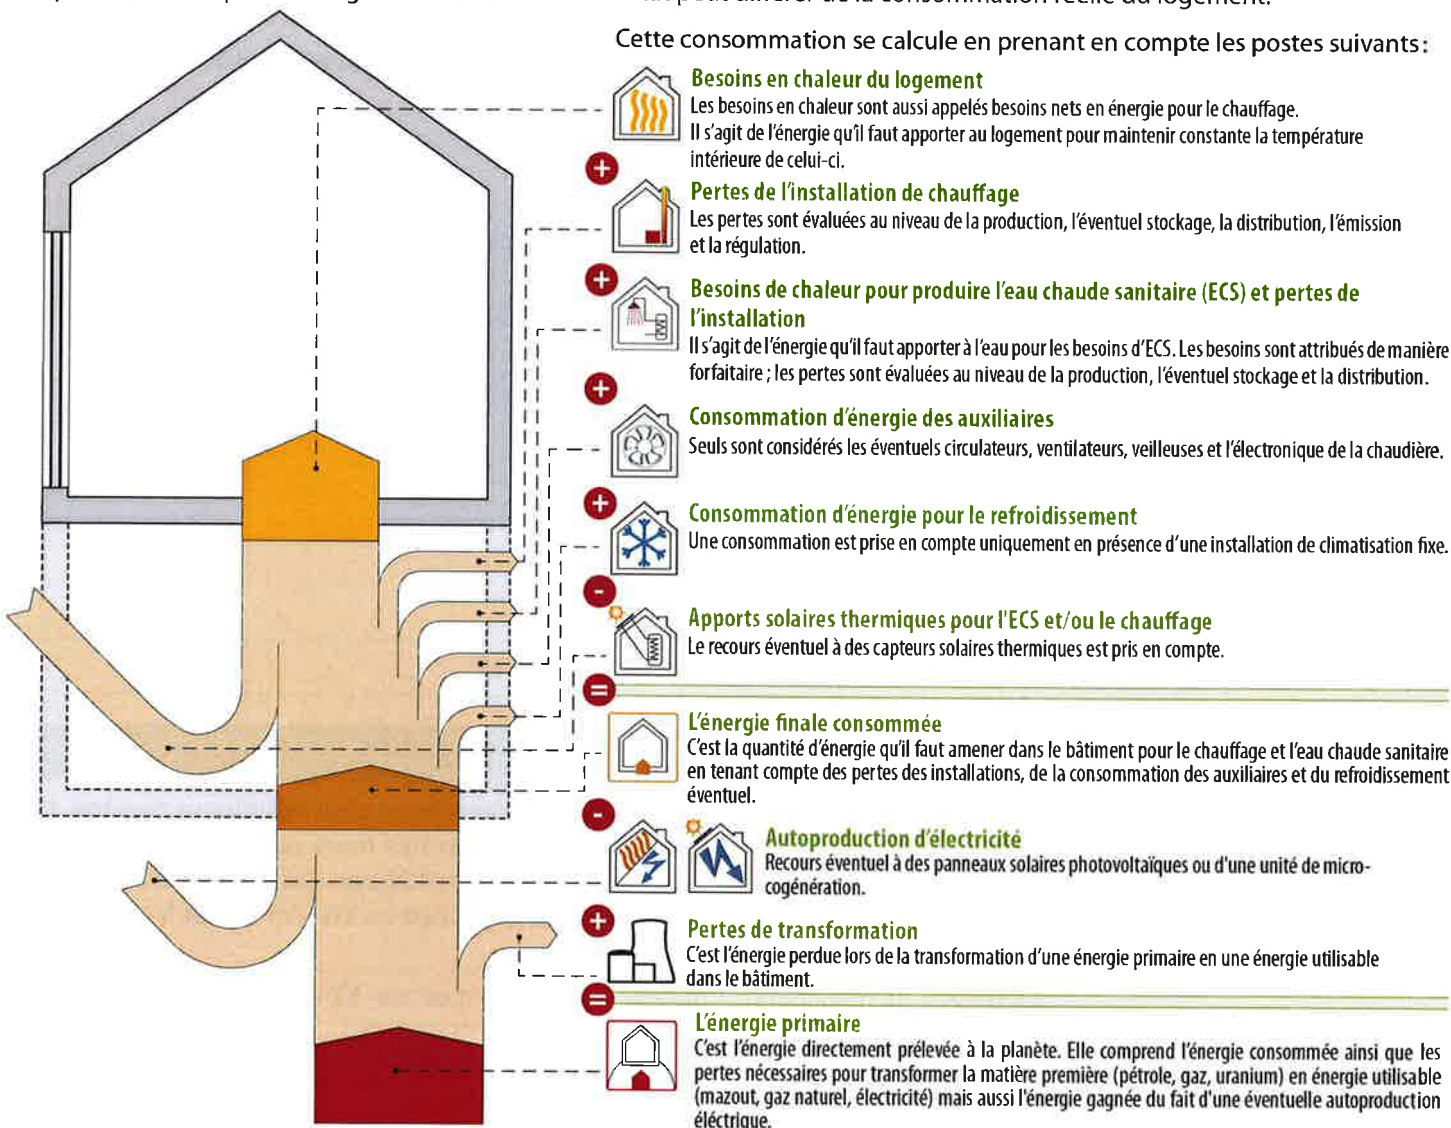 peut différer de la consommation réelle du logement.
Cette consommation se calcule en prenant en compte les postes suivants :
Besoins en chaleur du logement
Les besoins en chaleur sont aussi appelés besoins nets en énergie pour le chauffage.
Il s'agit de l'énergie qu'il faut apporter au logement pour maintenir constante la température
intérieure de celui-ci.
+
Pertes de l'installation de chauffage
Les pertes sont évaluées au niveau de la production, l'éventuel stockage, la distribution, l'émission
et la régulation.
+
Besoins de chaleur pour produire l'eau chaude sanitaire (ECS) et pertes de
l'installation
Il s'agit de l'énergie qu'il faut apporter à l'eau pour les besoins d'ECS. Les besoins sont attribués de manière
forfaitaire ; les pertes sont évaluées au niveau de la production, l'éventuel stockage et la distribution.
+
Consommation d'énergie des auxiliaires
Seuls sont considérés les éventuels circulateurs, ventilateurs, veilleuses et l'électronique de la chaudière.
+
Consommation d'énergie pour le refroidissement
Une consommation est prise en compte uniquement en présence d'une installation de climatisation fixe.
-
Apports solaires thermiques pour l'ECS et/ou le chauffage
Le recours éventuel à des capteurs solaires thermiques est pris en compte.
=
L'énergie finale consommée
C'est la quantité d'énergie qu'il faut amener dans le bâtiment pour le chauffage et l'eau chaude sanitaire
en tenant compte des pertes des installations, de la consommation des auxiliaires et du refroidissement
éventuel.
-
Autoproduction d'électricité
Recours éventuel à des panneaux solaires photovoltaïques ou d'une unité de micro-
cogénération.
+
Pertes de transformation
C'est l'énergie perdue lors de la transformation d'une énergie primaire en une énergie utilisable
dans le bâtiment.
=
L'énergie primaire
C'est l'énergie directement prélevée à la planète. Elle comprend l'énergie consommée ainsi que les
pertes nécessaires pour transformer la matière première (pétrole, gaz, uranium) en énergie utilisable
(mazout, gaz naturel, électricité) mais aussi l'énergie gagnée du fait d'une éventuelle autoproduction
éléctrique.